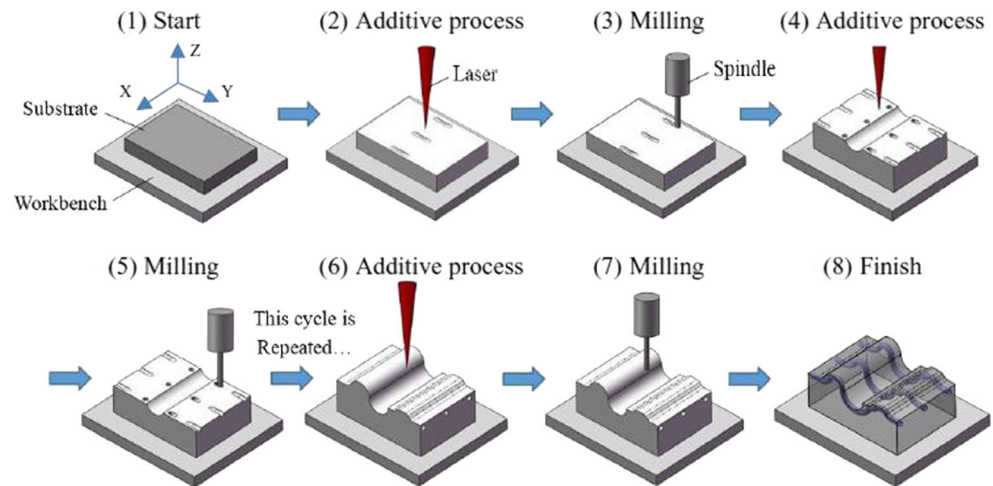 (1) Start
(2) Additive process
(3) Milling
(4) Additive process
Z
X
Y
Substrate
Workbench
Laser
Spindle
(5) Milling
(6) Additive process
(7) Milling
(8) Finish
This cycle is
Repeated…